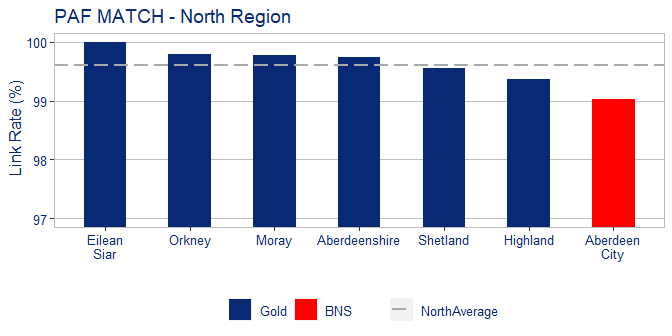 PAF MATCH - North Region
Link Rate (%)
100
99
98
97
Eilean Siar
Orkney
Moray
Aberdeenshire
Shetland
Highland
Aberdeen City
Gold
BNS
NorthAverage